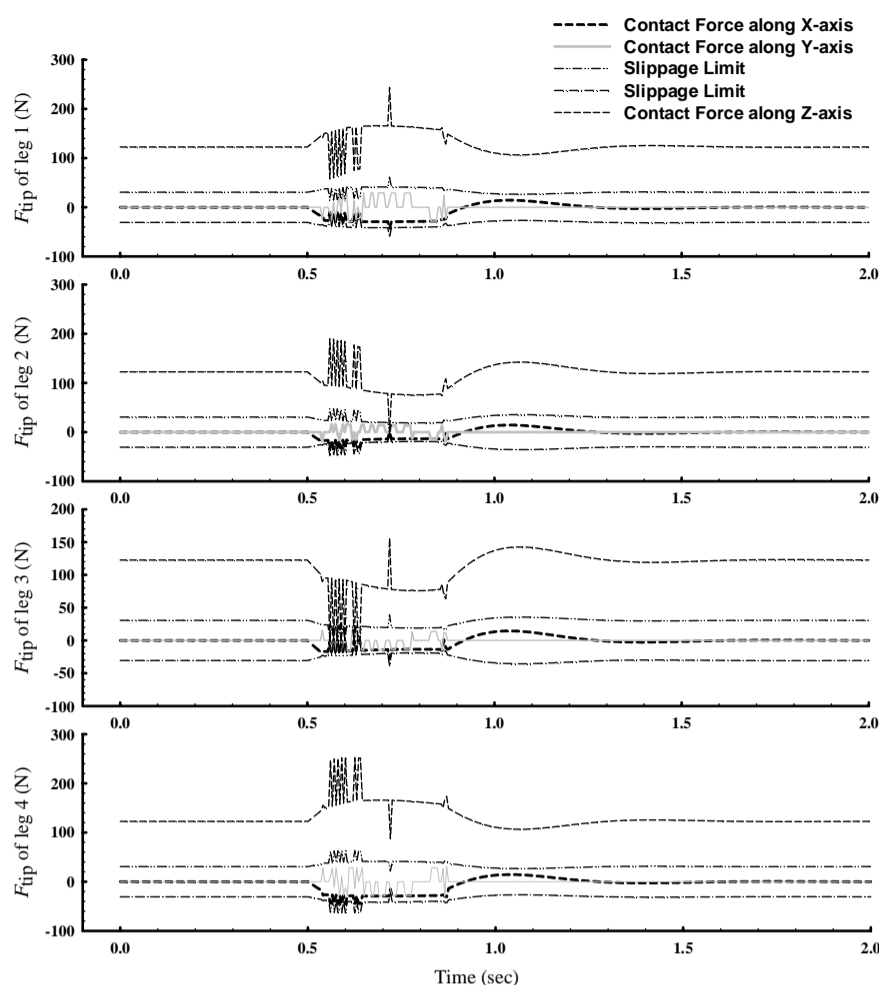 Contact Force along X-axis
Contact Force along Y-axis
Slippage Limit
Slippage Limit
Contact Force along Z-axis
Ftip of leg 1 (N)
300
200
100
0
-100
0.0 0.5 1.0 1.5 2.0
Ftip of leg 2 (N)
300
200
100
0
-100
0.0 0.5 1.0 1.5 2.0
Ftip of leg 3 (N)
200
150
100
50
0
-50
-100
0.0 0.5 1.0 1.5 2.0
Ftip of leg 4 (N)
300
200
100
0
-100
0.0 0.5 1.0 1.5 2.0
Time (sec)